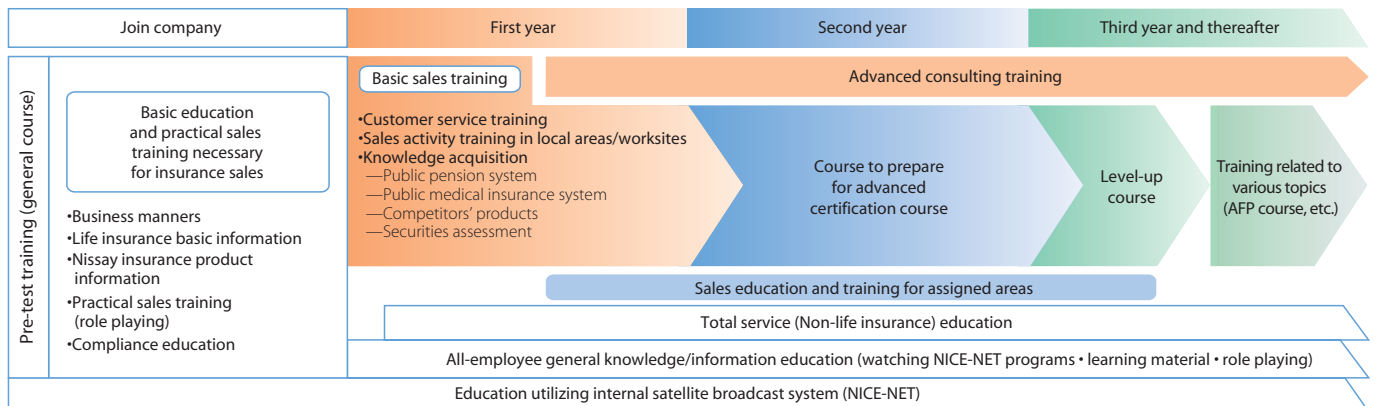 Join company
First year
Second year
Third year and thereafter
Pre-test training (general course)
Basic education
and practical sales
training necessary
for insurance sales
•Business manners
•Life insurance basic information
•Nissay insurance product
information
•Practical sales training
(role playing)
•Compliance education
Basic sales training
Advanced consulting training
•Customer service training
•Sales activity training in local areas/worksites
•Knowledge acquisition
—Public pension system
—Public medical insurance system
—Competitors’ products
—Securities assessment
Course to prepare
for advanced
certification course
Level-up
course
Training related to
various topics
(AFP course, etc.)
Sales education and training for assigned areas
Total service (Non-life insurance) education
All-employee general knowledge/information education (watching NICE-NET programs • learning material • role playing)
Education utilizing internal satellite broadcast system (NICE-NET)